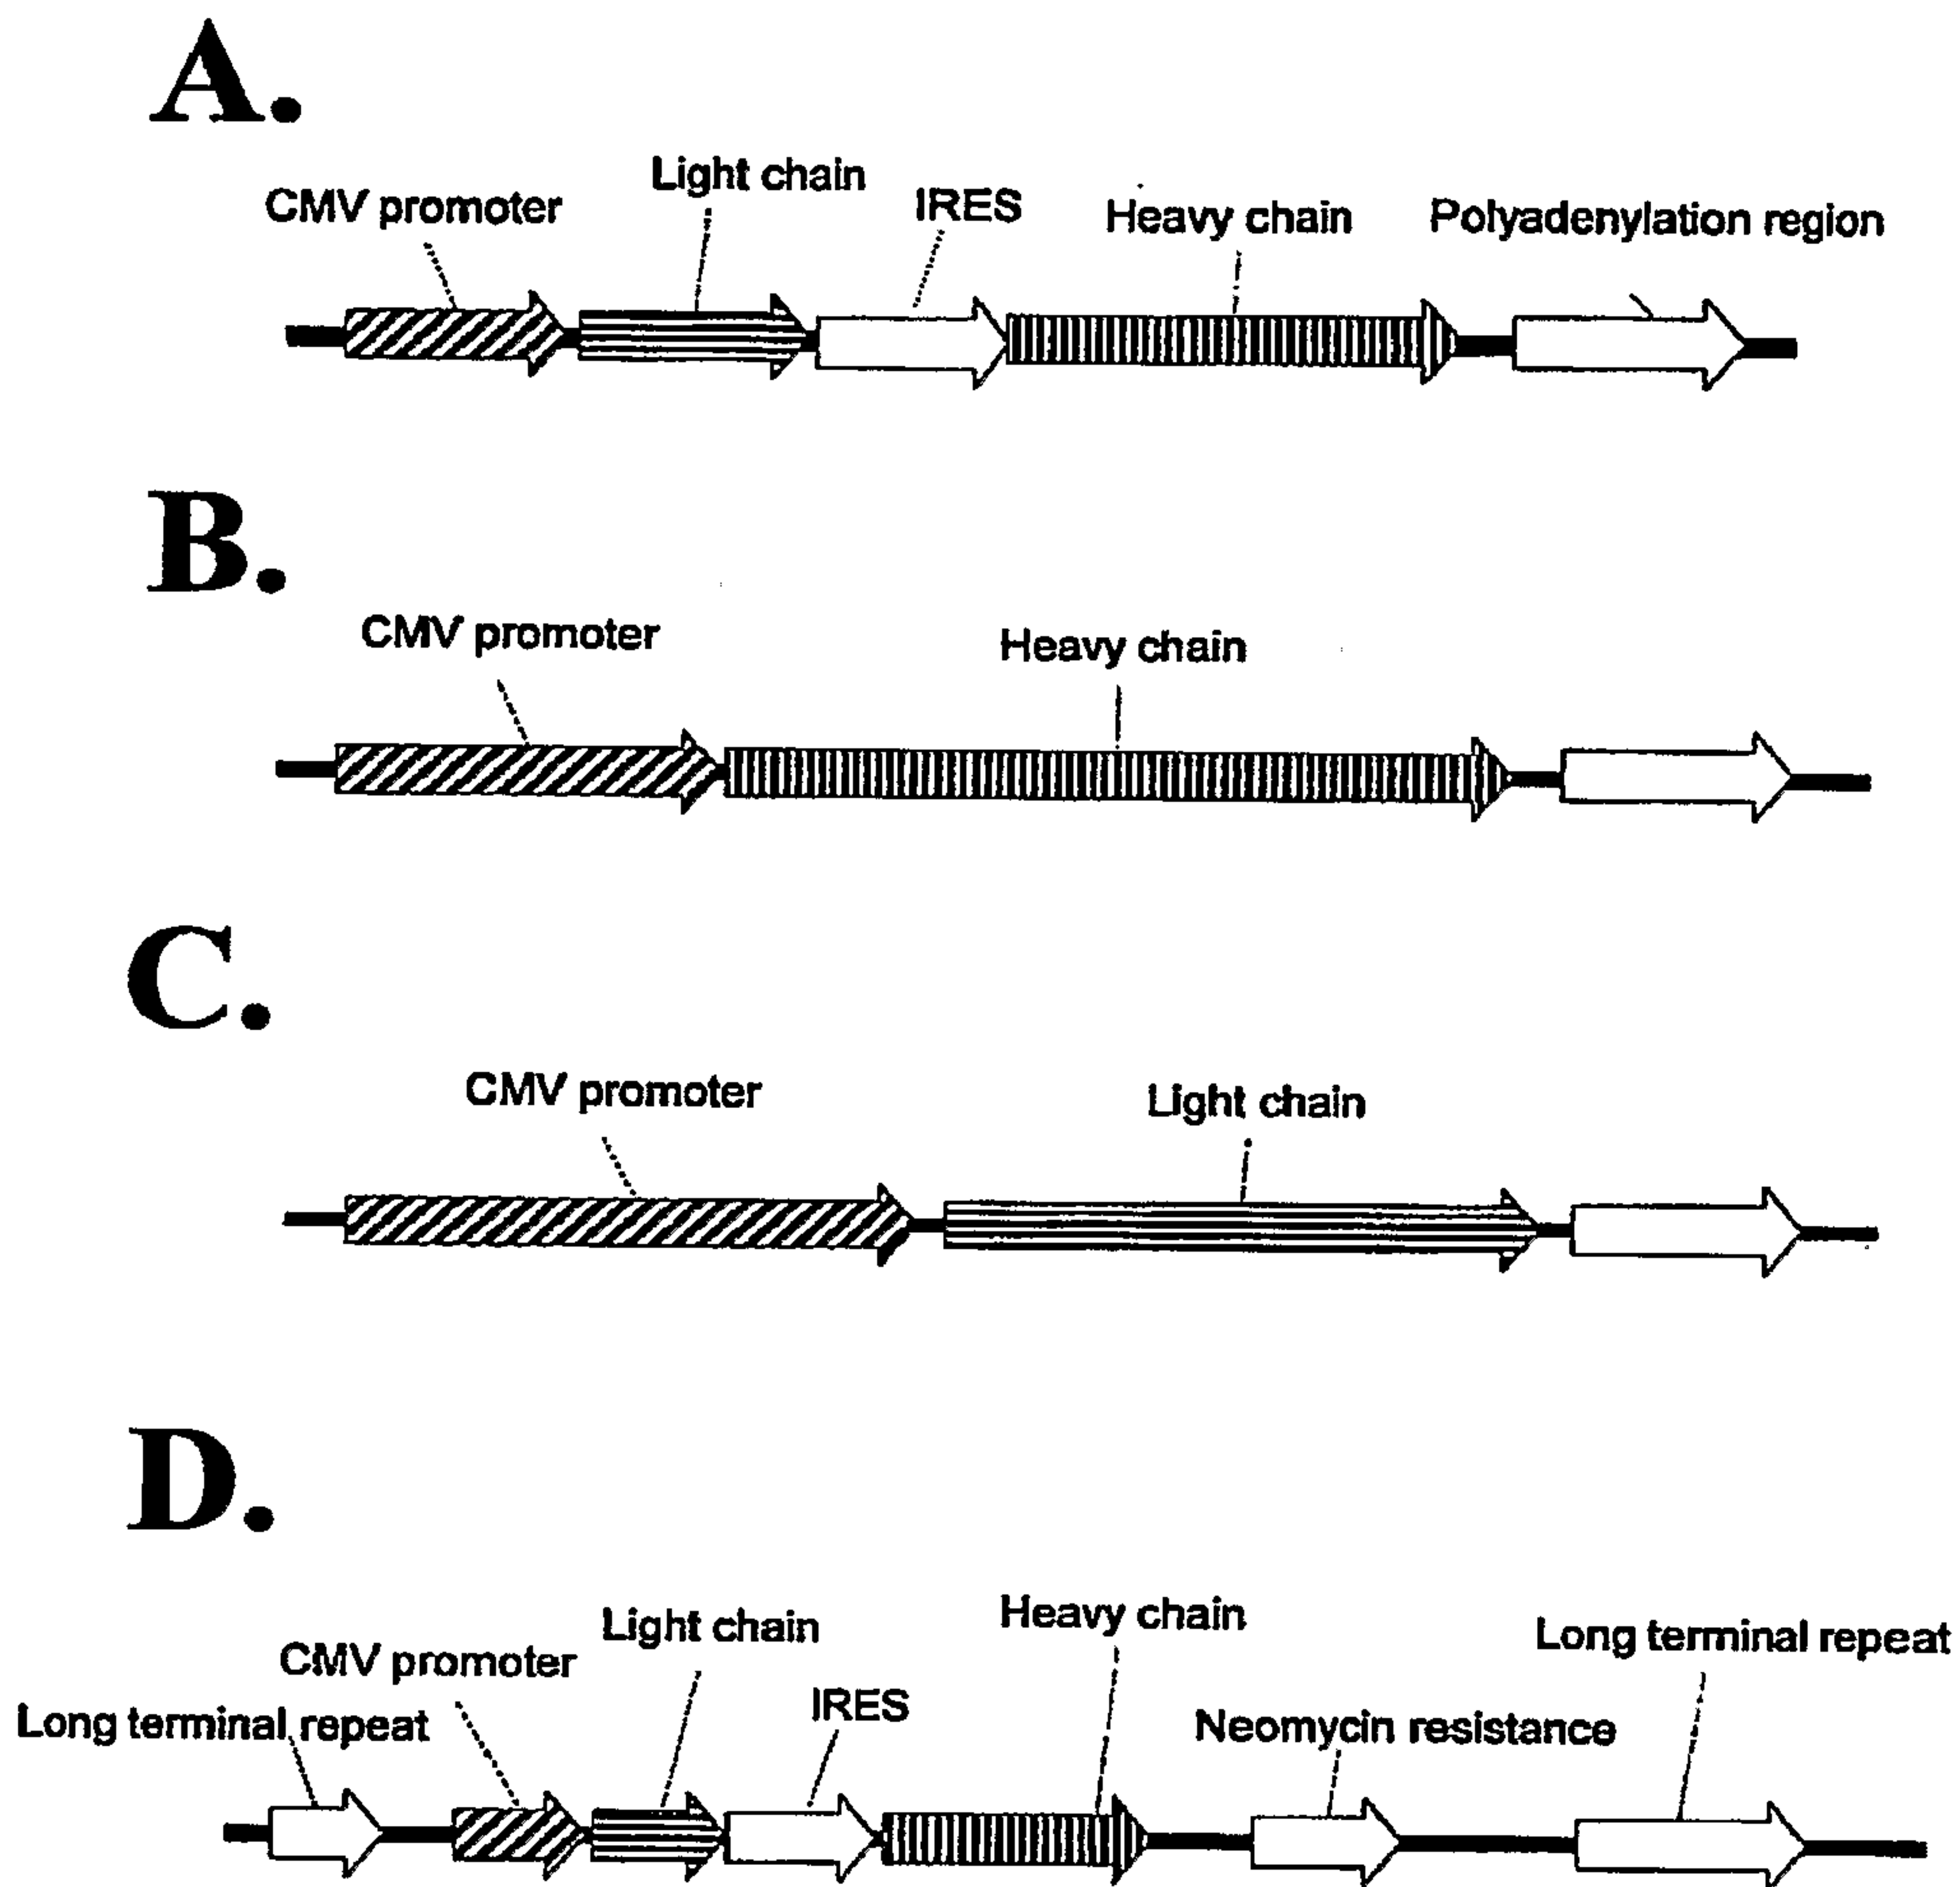 A.
CMV promoter
Light chain
IRES
Heavy chain
Polyadenylation region
B.
CMV promoter
Heavy chain
C.
CMV promoter
Light chain
D.
Long terminal repeat
CMV promoter
Light chain
IRES
Heavy chain
Neomycin resistance
Long terminal repeat